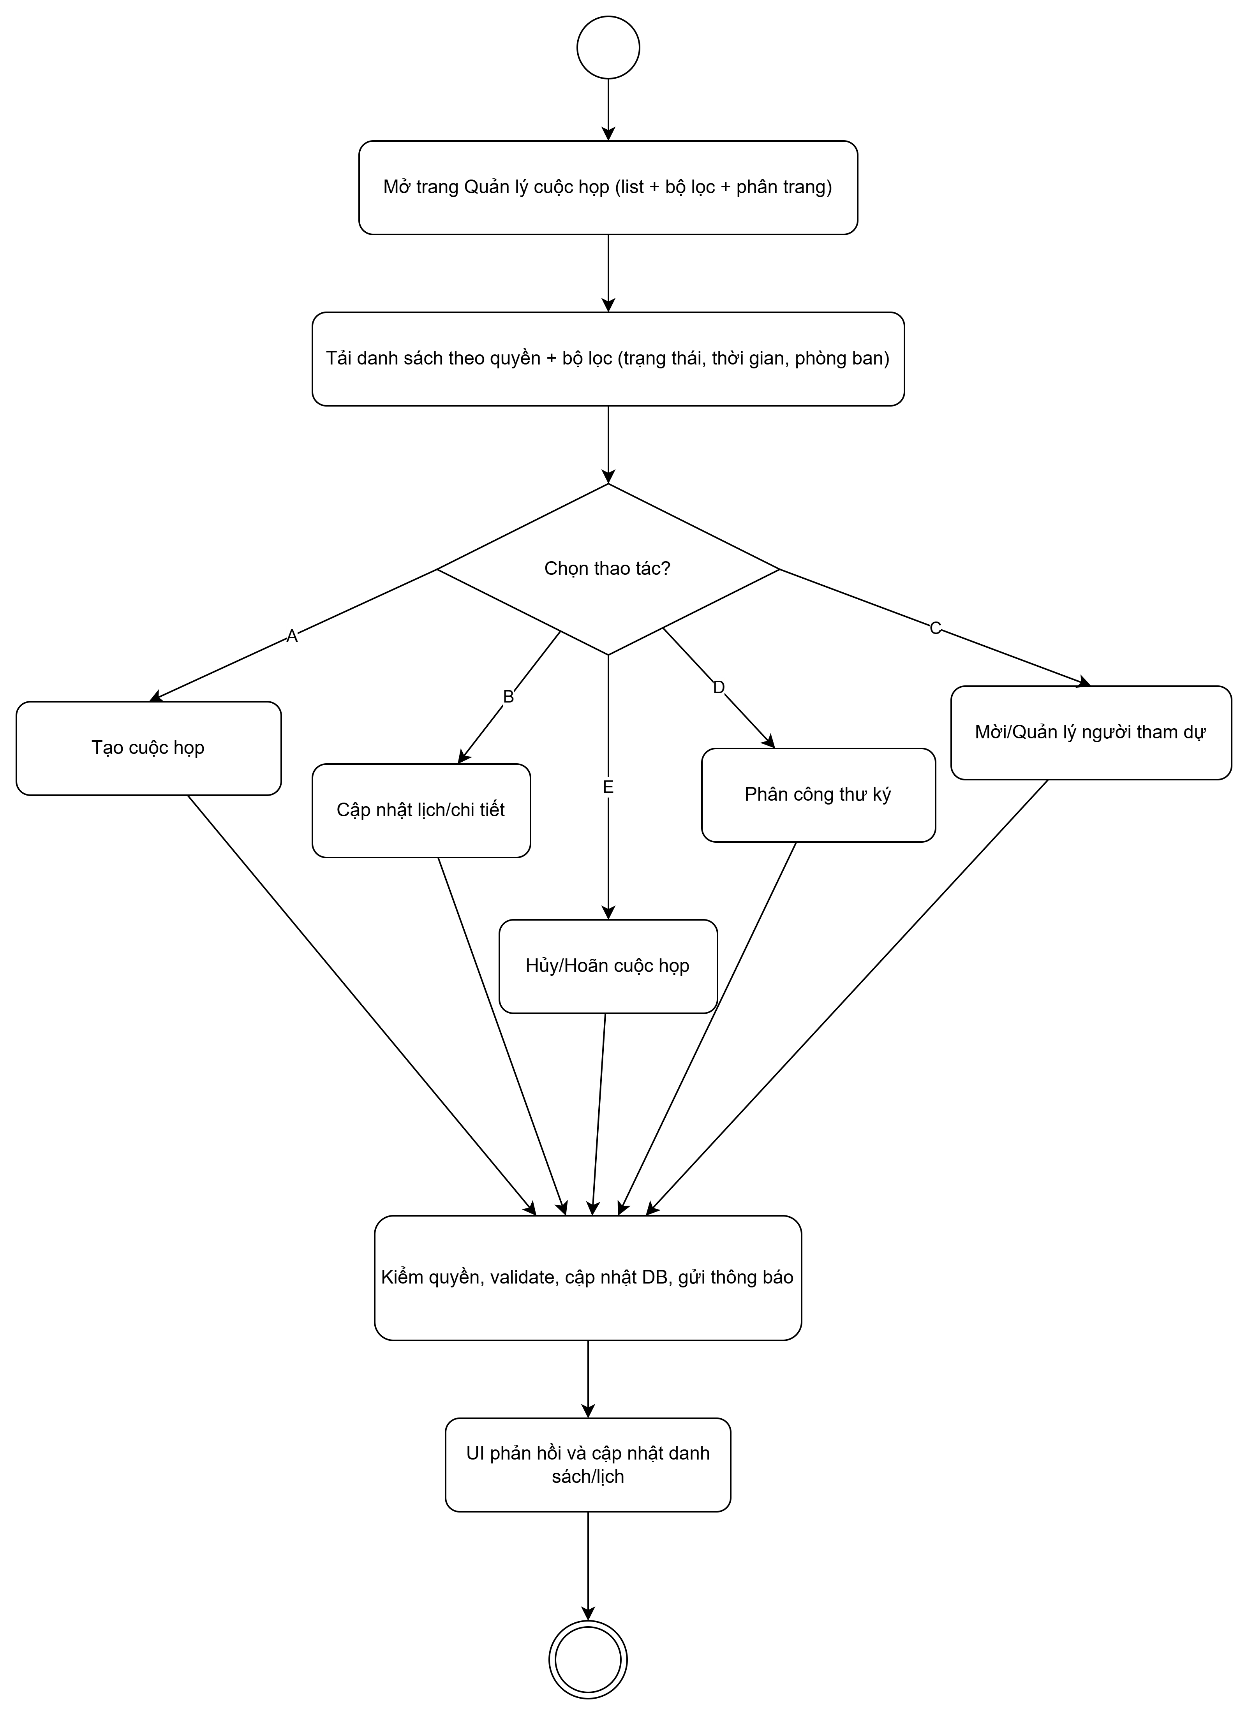 Mở trang Quản lý cuộc họp (list + bộ lọc + phân trang)
Tải danh sách theo quyền + bộ lọc (trạng thái, thời gian, phòng ban)
Chọn thao tác?
A
B
E
D
C
Tạo cuộc họp
Cập nhật lịch/chi tiết
Hủy/Hoãn cuộc họp
Phân công thư ký
Mời/Quản lý người tham dự
Kiểm quyền, validate, cập nhật DB, gửi thông báo
UI phản hồi và cập nhật danh
sách/lịch